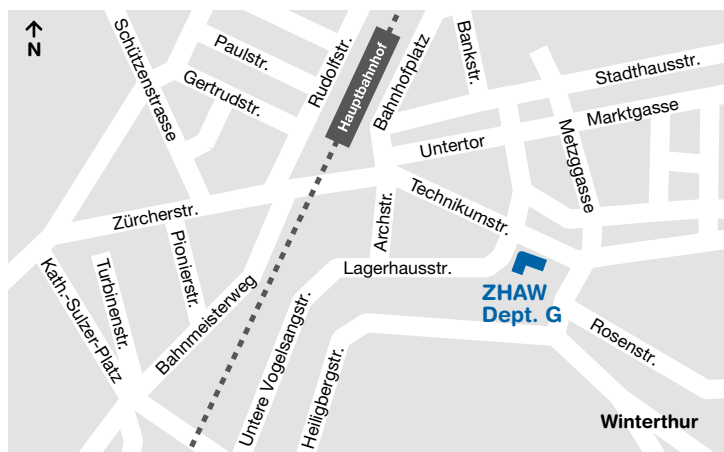 N
Schützenstrasse
Paulstr.
Gertrudstr.
Rudolfstr.
Hauptbahnhof
Bahnhofplatz
Bankstr.
Stadthausstr.
Marktgasse
Metzggasse
Untertor
Technikumstr.
Zürcherstr.
Pionierstr.
Archstr.
Lagerhausstr.
Kath.-Sulzer-Platz
Turbinenstr.
Bahnmeisterweg
ZHAW
Dept. G
Untere Vogelsangstr.
Heiligbergstr.
Rosenstr.
Winterthur